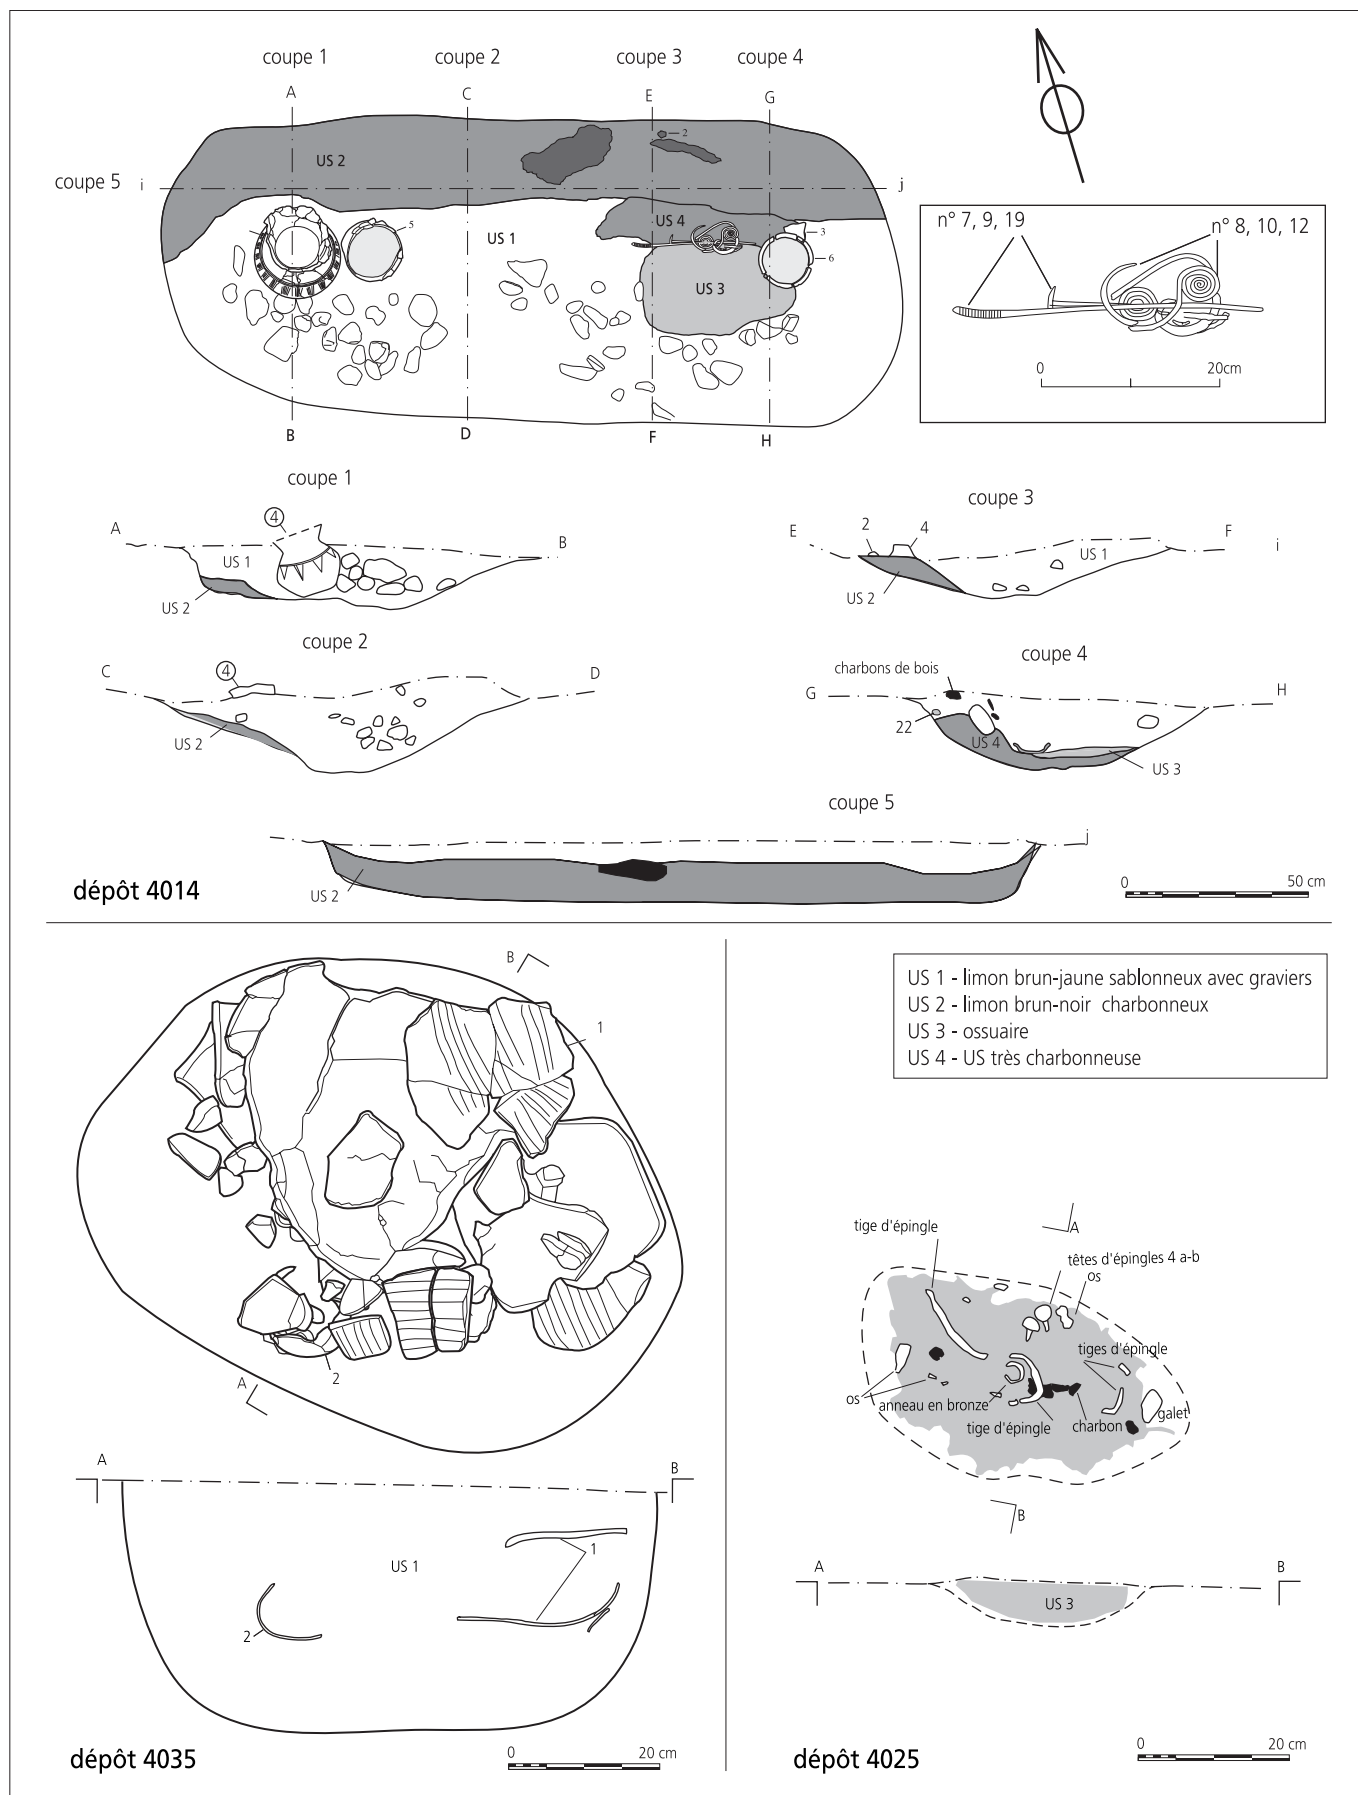 coupe 1
coupe 2
coupe 3
coupe 4
A
C
E
G
2
US 2
coupe 5
i
j
5
US 1
US 4
3
6
US 3
B
D
F
H
n° 7, 9, 19
n° 8, 10, 12
0
20cm
coupe 1
4
A
B
US 1
US 2
coupe 3
E
2
4
F
i
US 1
US 2
coupe 2
C
4
D
US 2
coupe 4
charbons de bois
G
H
22
US 4
US 3
coupe 5
j
US 2
dépôt 4014
0
50 cm
B
1
2
A
A
B
US 1
1
2
dépôt 4035
0
20 cm
US 1 - limon brun-jaune sablonneux avec graviers
US 2 - limon brun-noir charbonneux
US 3 - ossuaire
US 4 - US très charbonneuse
A
tige d'épingle
têtes d'épingles 4 a-b
os
tiges d'épingle
os
anneau en bronze
tige d'épingle
charbon
galet
B
A
B
US 3
dépôt 4025
0
20 cm